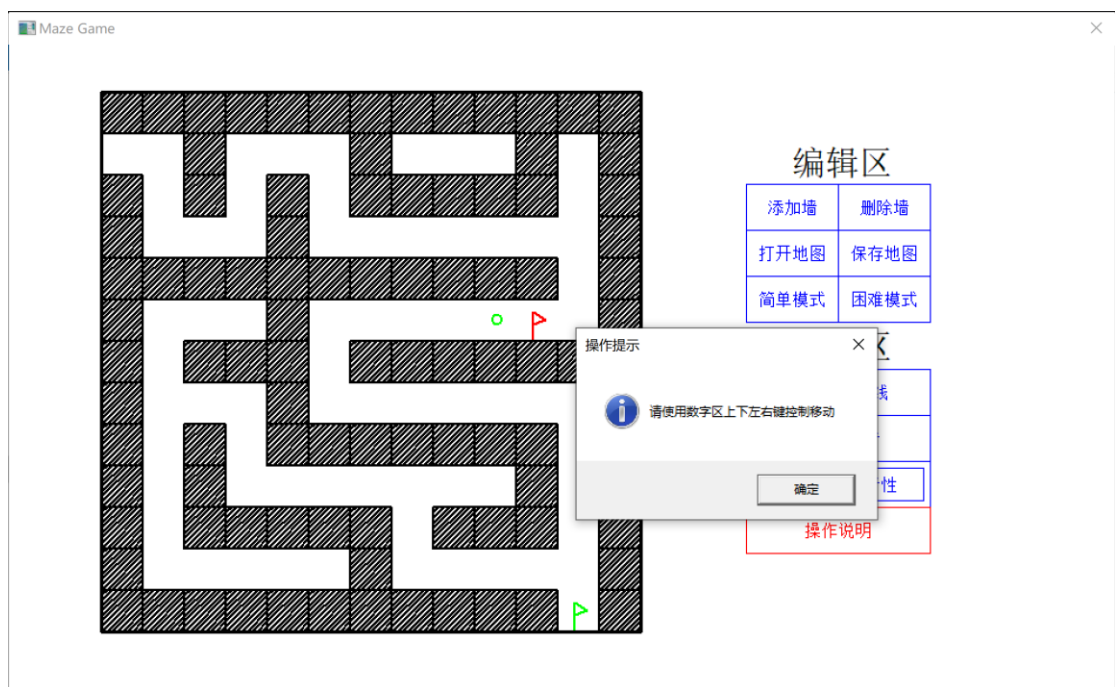 Maze Game
编辑区
添加墙 删除墙
打开地图 保存地图
简单模式 困难模式
区
操作提示
请使用数字区上下左右键控制移动
确定
性
操作说明